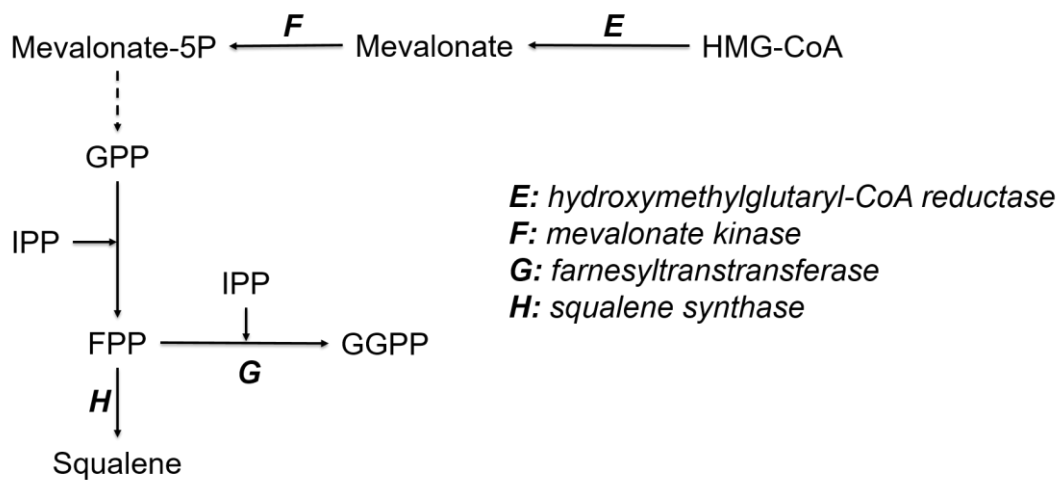 Mevalonate-5P F Mevalonate E HMG-CoA
GPP
IPP
FPP
IPP
G
GGPP
H
Squalene
E: hydroxymethylglutaryl-CoA reductase
F: mevalonate kinase
G: farnesyltranstransferase
H: squalene synthase